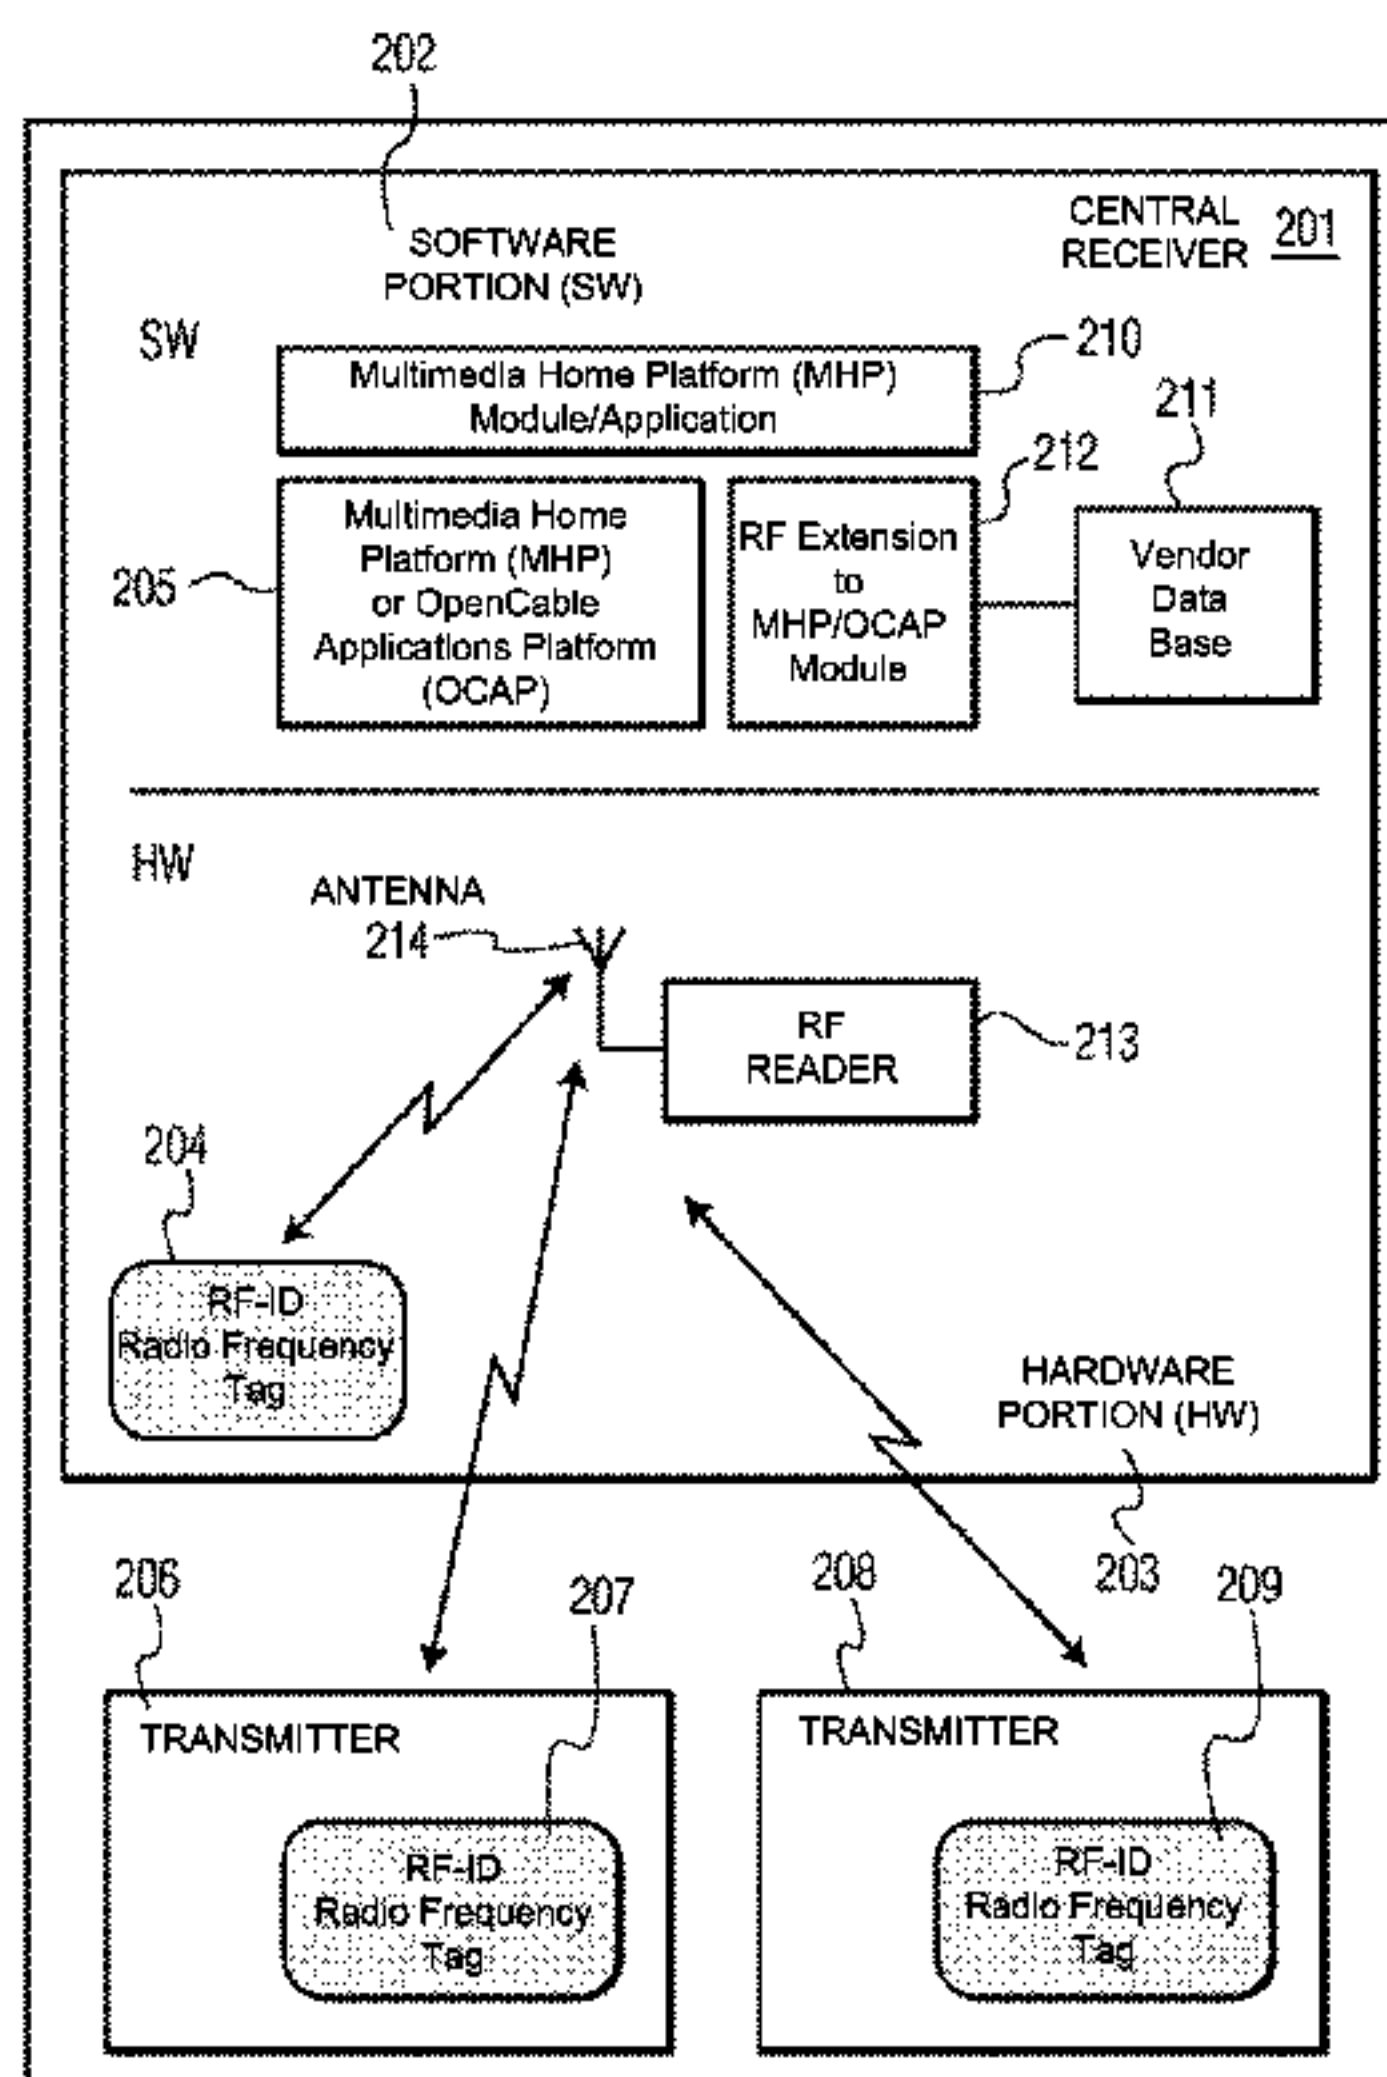 202
SOFTWARE
PORTION (SW)
CENTRAL
RECEIVER 201
SW
210
Multimedia Home Platform (MHP)
Module/Application
211
212
Multimedia Home
Platform (MHP)
or OpenCable
Applications Platform
(OCAP)
205
RF Extension
to
MHP/OCAP
Module
Vendor
Data
Base
HW
ANTENNA
214
RF
READER
213
204
RF-ID
Radio Frequency
Tag
HARDWARE
PORTION (HW)
203
206
207
208
209
TRANSMITTER
RF-ID
Radio Frequency
Tag
TRANSMITTER
RF-ID
Radio Frequency
Tag